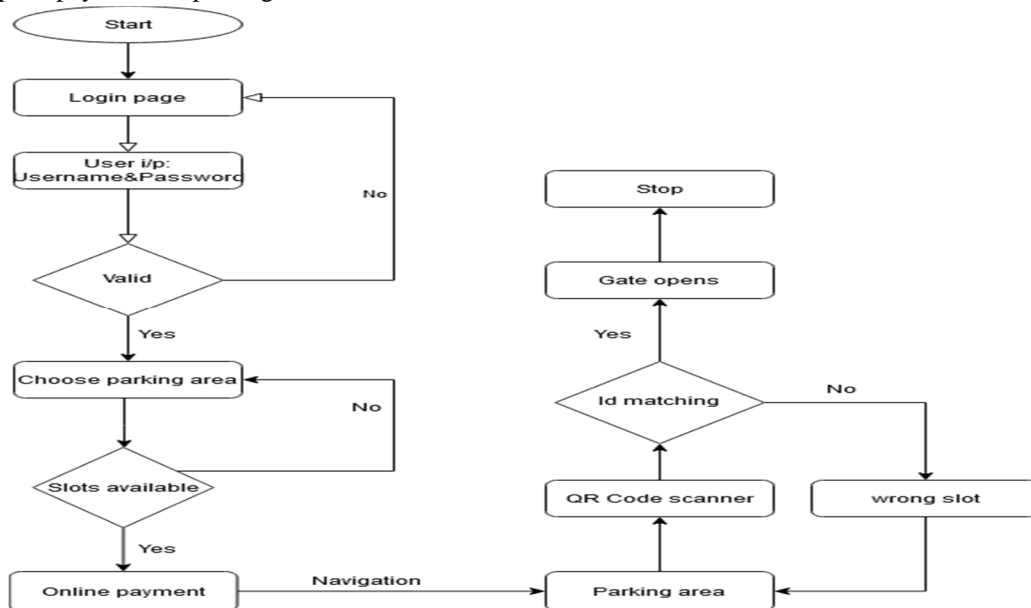 Start
Login page
User i/p:
Username&Password
No
Valid
Yes
Choose parking area
No
Slots available
Yes
Online payment
Navigation
Stop
Gate opens
Yes
Id matching
No
QR Code scanner
wrong slot
Parking area